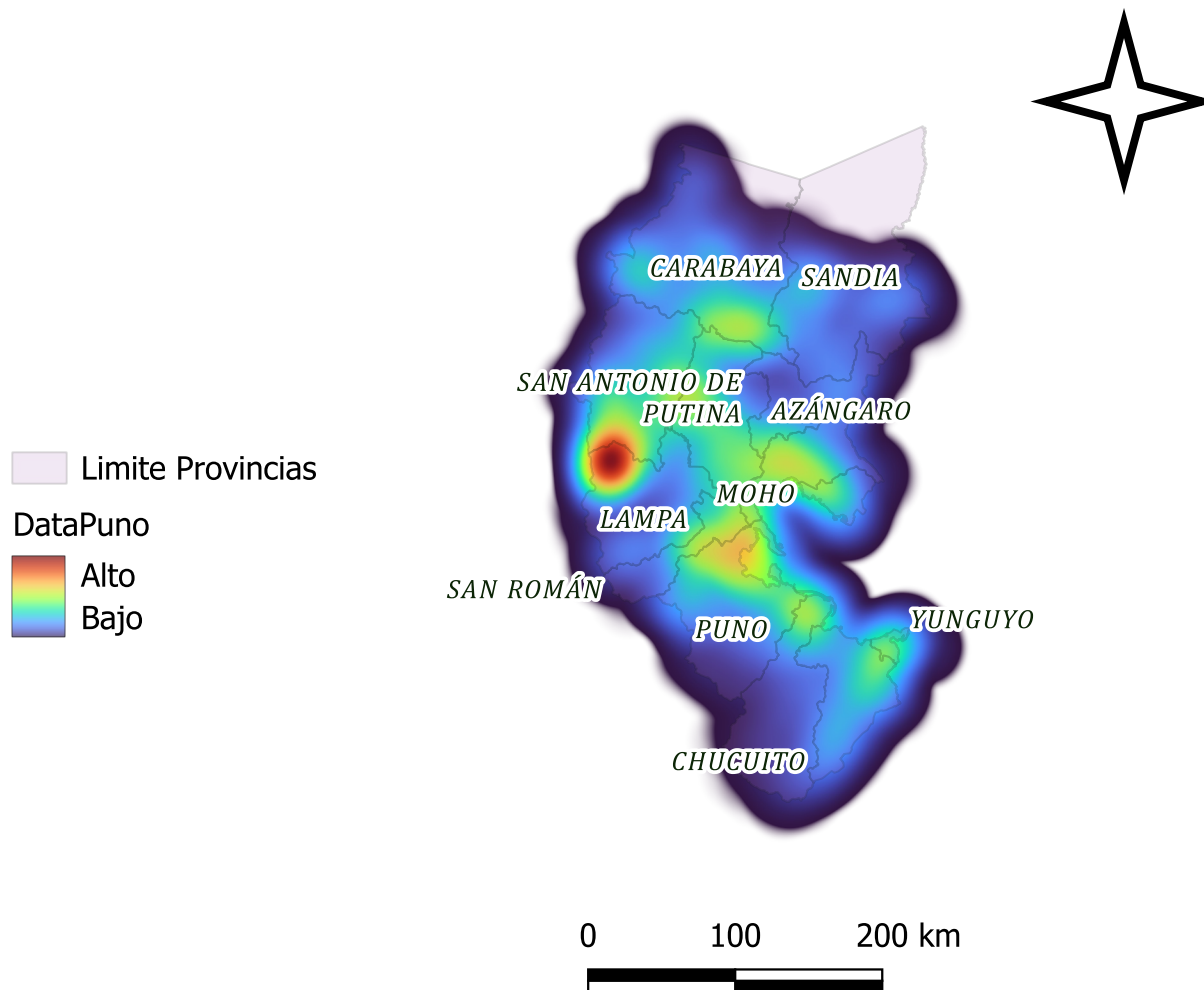 CARABAYA
SANDIA
SAN ANTONIO DE
PUTINA
AZÁNGARO
Limite Provincias
MOHO
LAMPA
DataPuno
Alto
Bajo
SAN ROMÁN
PUNO
YUNGUYO
CHUCUITO
0 100 200 km